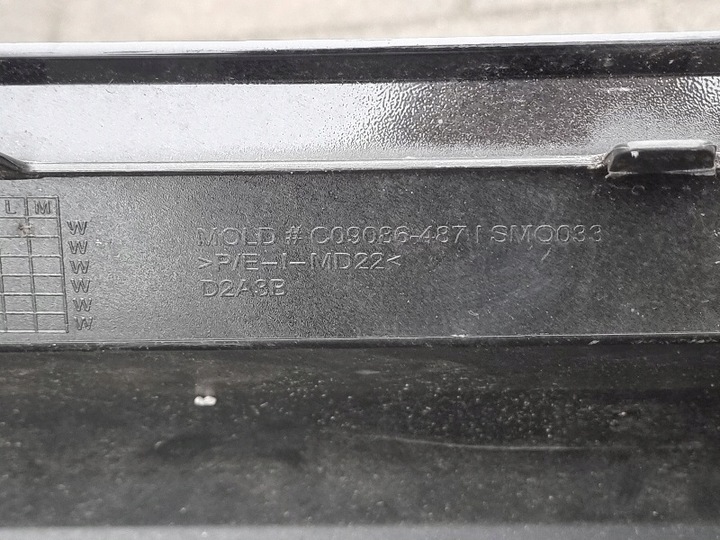 L M
W
W
W
W
W
W
MOLD # C09086-487 I SMO033
>P/E-I-MD22<
D2A3B